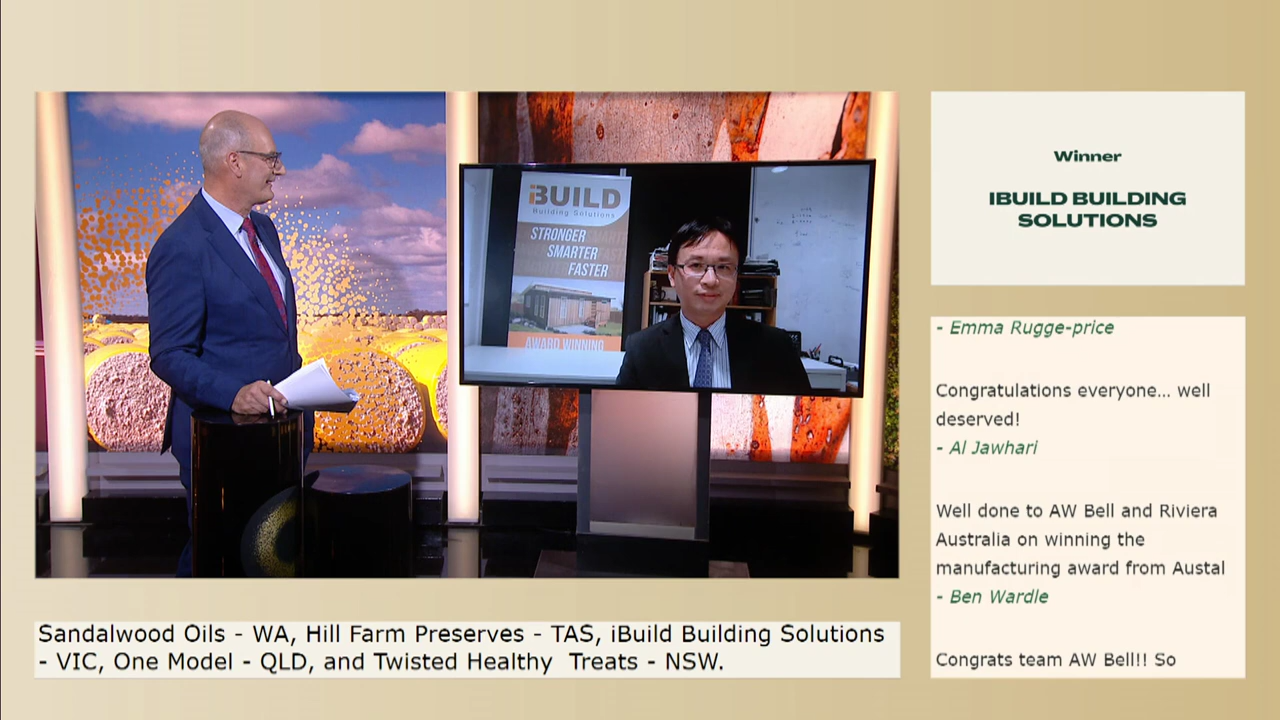 iBUILD
Building Solutions
STRONGER
SMARTER
FASTER
AWARD WINNING
Winner
IBUILD BUILDING
SOLUTIONS
- Emma Rugge-price
Congratulations everyone... well
deserved!
- Al Jawhari
Well done to AW Bell and Riviera
Australia on winning the
manufacturing award from Austal
- Ben Wardle
Congrats team AW Bell!! So
Sandalwood Oils - WA, Hill Farm Preserves - TAS, iBuild Building Solutions
- VIC, One Model - QLD, and Twisted Healthy  Treats - NSW.